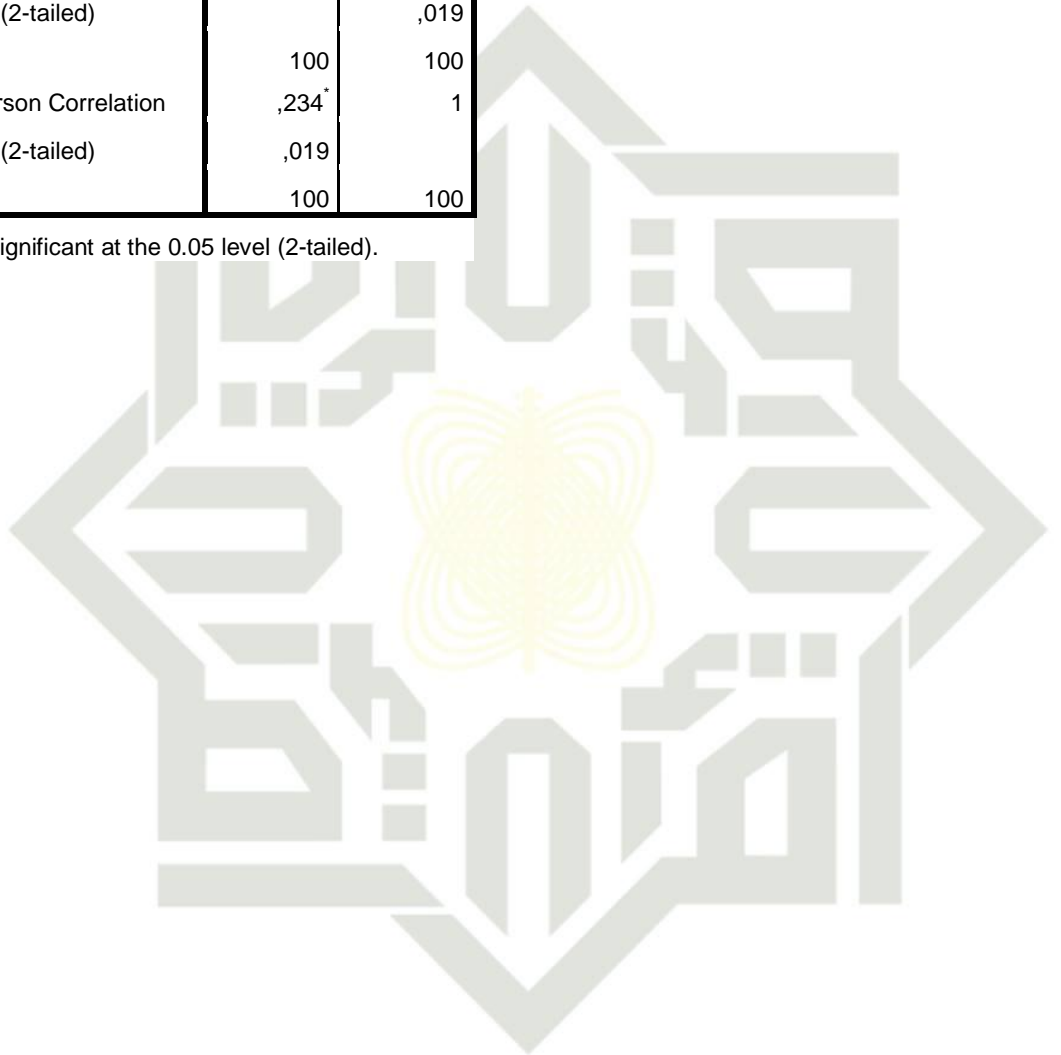 (2-tailed) ,019
100 100
rson Correlation ,234* 1
(2-tailed) ,019
100 100
ignificant at the 0.05 level (2-tailed).